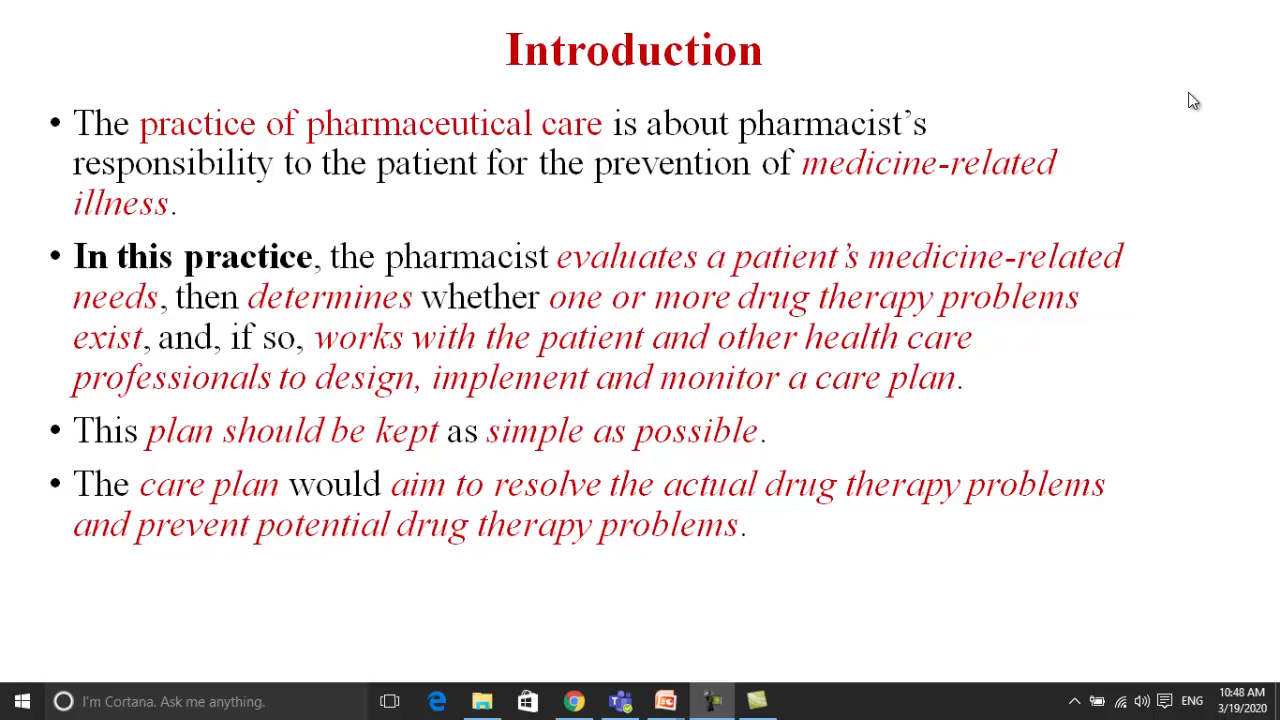 Introduction
• The practice of pharmaceutical care is about pharmacist’s
responsibility to the patient for the prevention of medicine-related
illness.
• In this practice, the pharmacist evaluates a patient’s medicine-related
needs, then determines whether one or more drug therapy problems
exist, and, if so, works with the patient and other health care
professionals to design, implement and monitor a care plan.
• This plan should be kept as simple as possible.
• The care plan would aim to resolve the actual drug therapy problems
and prevent potential drug therapy problems.
I'm Cortana. Ask me anything.
ENG
10:48 AM
3/19/2020